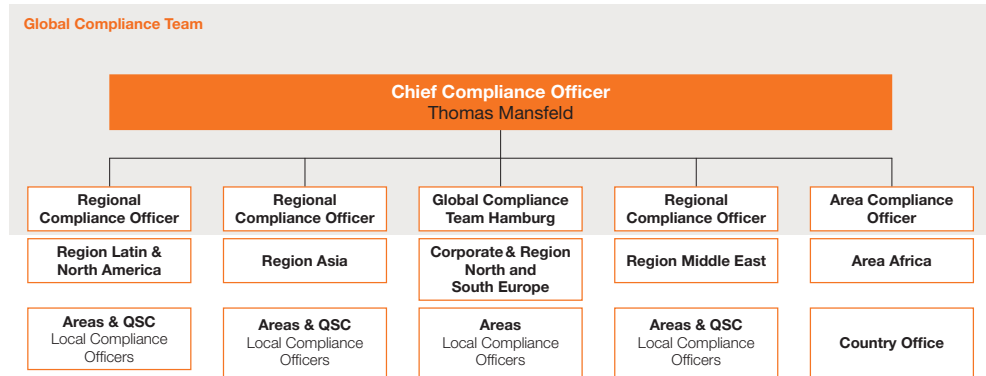 Global Compliance Team
Chief Compliance Officer
Thomas Mansfeld
Regional
Compliance Officer
Regional
Compliance Officer
Global Compliance
Team Hamburg
Regional
Compliance Officer
Area Compliance
Officer
Region Latin &
North America
Region Asia
Corporate & Region
North and
South Europe
Region Middle East
Area Africa
Areas & QSC
Local Compliance
Officers
Areas & QSC
Local Compliance
Officers
Areas
Local Compliance
Officers
Areas & QSC
Local Compliance
Officers
Country Office